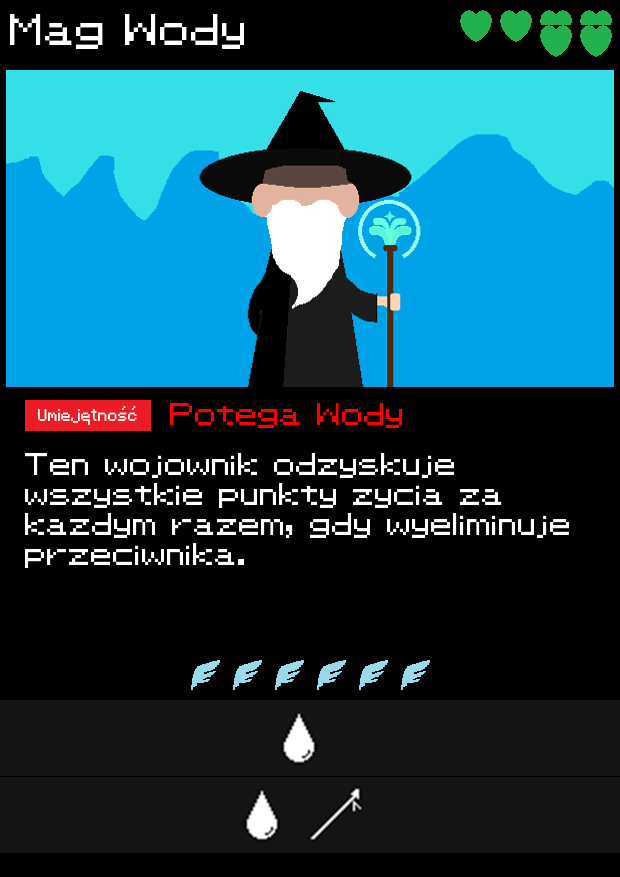 Mag Wody
Umiejętność
Potega Wody
Ten wojownik odzyskuje
wszystkie punkty zycia za
kazdym razem, gdy wyeliminuje
przeciwnika.